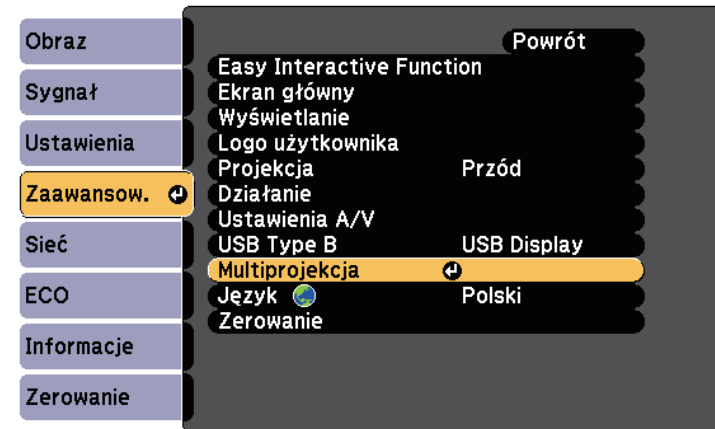 Obraz
Sygnał
Ustawienia
Zaawansow.
Sieć
ECO
Informacje
Zerowanie
Powrót
Easy Interactive Function
Ekran główny
Wyświetlanie
Logo użytkownika
Projekcja Przód
Działanie
Ustawienia A/V
USB Type B USB Display
Multiprojekcja
Język Polski
Zerowanie